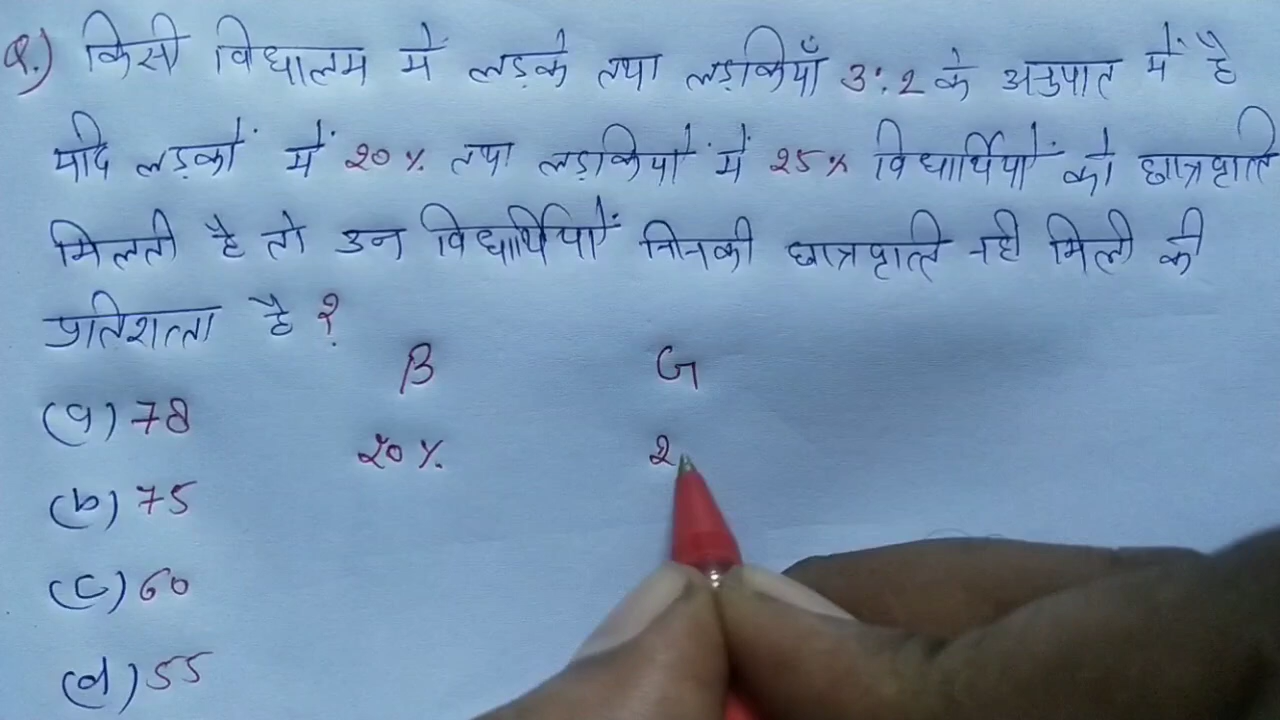 Q.) किसी विधालय में लड़के तथा लड़कियाँ 3:2 के अनुपात में है
यदि लड़कों में 20% तथा लड़कियों में 25% विधार्थियों को छात्रवृत्ति
मिलती है तो उन विधार्थियों जिनकी छात्रवृत्ति नही मिली की
प्रतिशतता है ?
B G
(a) 78
20% 2
(b) 75
(c) 60
(d) 55